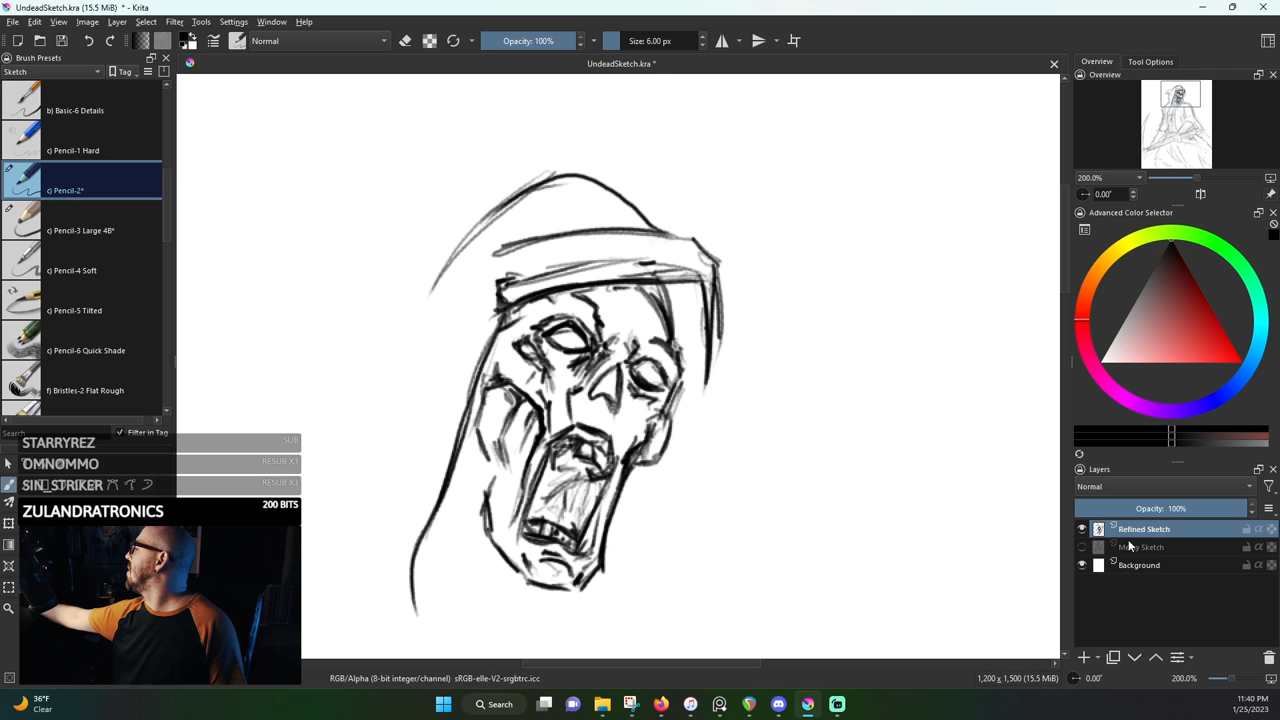 UndeadSketch.kra (15.5 MiB) * - Krita
File Edit View Image Layer Select Filter Tools Settings Window Help
Normal
Opacity: 100%
Size: 6.00 px
Brush Presets
Sketch
Tag
UndeadSketch.kra *
b) Basic-6 Details
c) Pencil-1 Hard
c) Pencil-2*
c) Pencil-3 Large 4B*
c) Pencil-4 Soft
c) Pencil-5 Tilted
c) Pencil-6 Quick Shade
f) Bristles-2 Flat Rough
Search
Filter in Tag
STARRYREZ SUB
OMNOMMO RESUB X3
SIN_STRIKER RESUB X3
ZULANDRATRONICS 200 BITS
Overview Tool Options
Overview
200.0%
0.00°
Advanced Color Selector
Layers
Normal
Opacity: 100%
Refined Sketch
Sketch
Background
RGB/Alpha (8-bit integer/channel) sRGB-elle-V2-srgbtrc.icc
1,200 x 1,500 (15.5 MiB)
0.00°
200.0%
36°F
Clear
Search
11:40 PM
1/25/2023